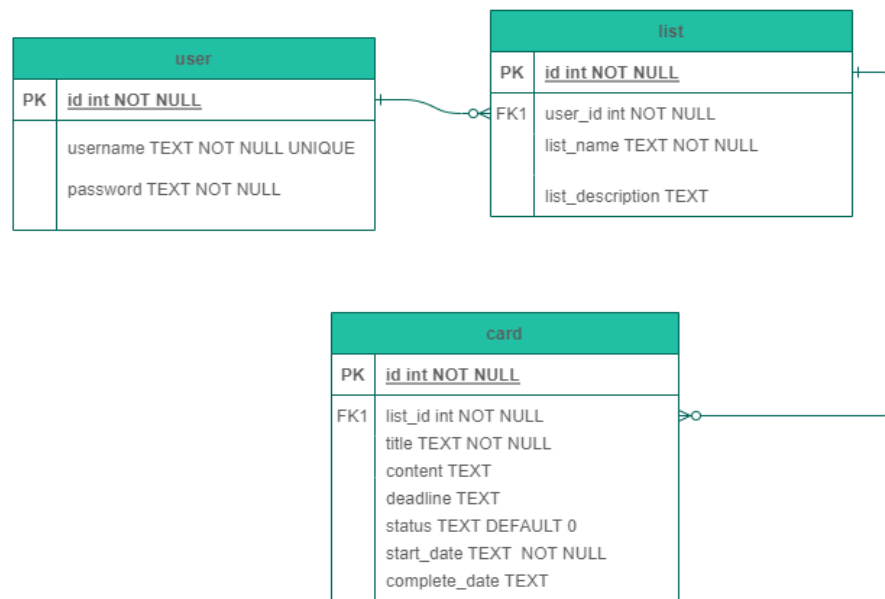 user
PK id int NOT NULL
username TEXT NOT NULL UNIQUE
password TEXT NOT NULL
list
PK id int NOT NULL
FK1 user_id int NOT NULL
list_name TEXT NOT NULL
list_description TEXT
card
PK id int NOT NULL
FK1 list_id int NOT NULL
title TEXT NOT NULL
content TEXT
deadline TEXT
status TEXT DEFAULT 0
start_date TEXT  NOT NULL
complete_date TEXT